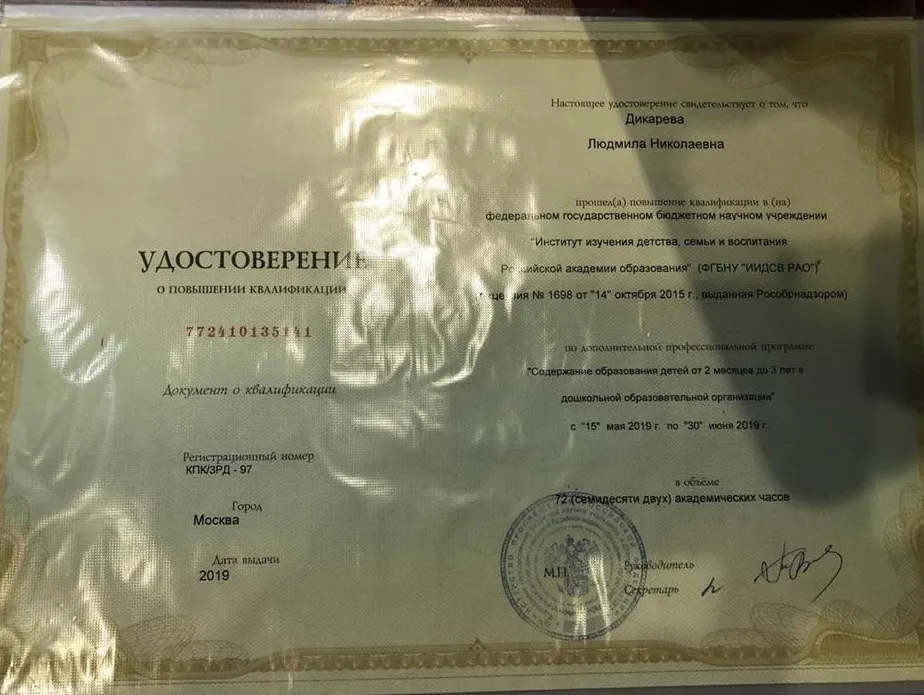 УДОСТОВЕРЕНИЕ
О ПОВЫШЕНИИ КВАЛИФИКАЦИИ
772410135141
Документ о квалификации
Регистрационный номер
КПК/ЗРД - 97
Город
Москва
Дата выдачи
2019
Настоящее удостоверение свидетельствует о том, что
Дикарева
Людмила Николаевна
прошел(а) повышение квалификации в (на)
федеральном государственном бюджетном научном учреждении
"Институт изучения детства, семьи и воспитания
Российской академии образования" (ФГБНУ "ИИДСВ РАО")
№ 1698 от "14" октября 2015 г., выданная Рособрнадзором)
по дополнительной профессиональной программе
"Содержание образования детей от 2 месяцев до 3 лет в
дошкольной образовательной организации"
с "15" мая 2019 г. по "30" июня 2019 г.
в объёме
72 (семидесяти двух) академических часов
М.П.
Руководитель
Секретарь